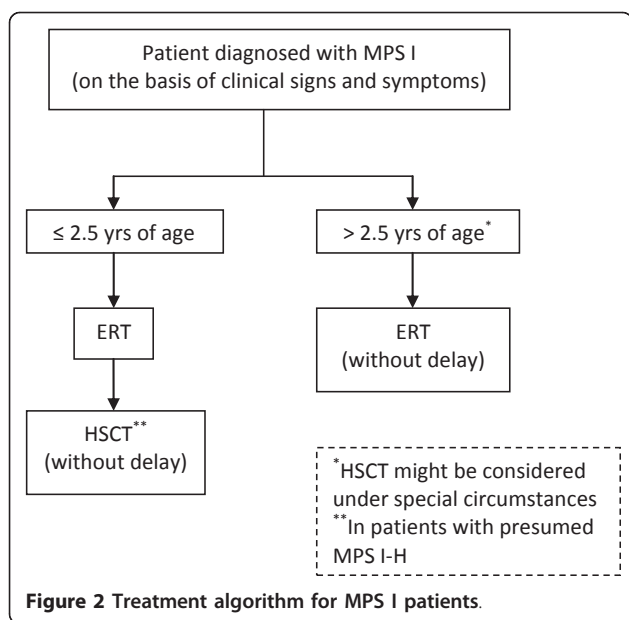 Patient diagnosed with MPS I
(on the basis of clinical signs and symptoms)
≤ 2.5 yrs of age
> 2.5 yrs of age*
ERT
ERT
(without delay)
HSCT**
(without delay)
*HSCT might be considered
under special circumstances
**In patients with presumed
MPS I-H
Figure 2 Treatment algorithm for MPS I patients.